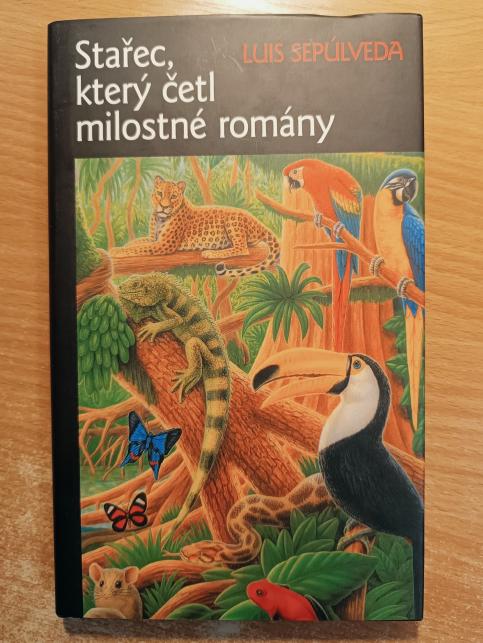 Stařec,
který četl
milostné romány
LUIS SEPÚLVEDA